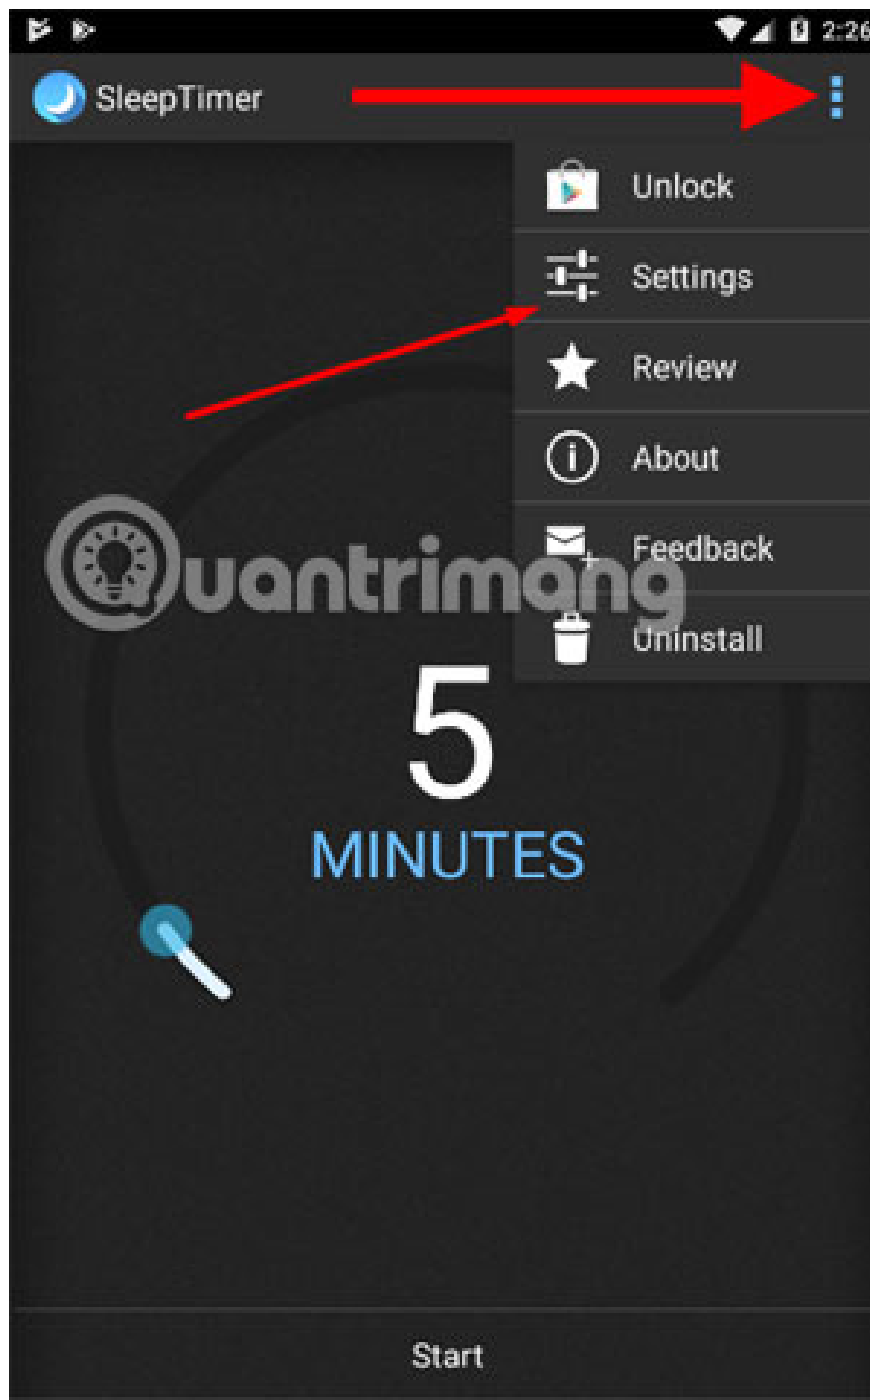 2:26
SleepTimer
Unlock
Settings
Review
About
Feedback
Quantrimang
Uninstall
5
MINUTES
Start